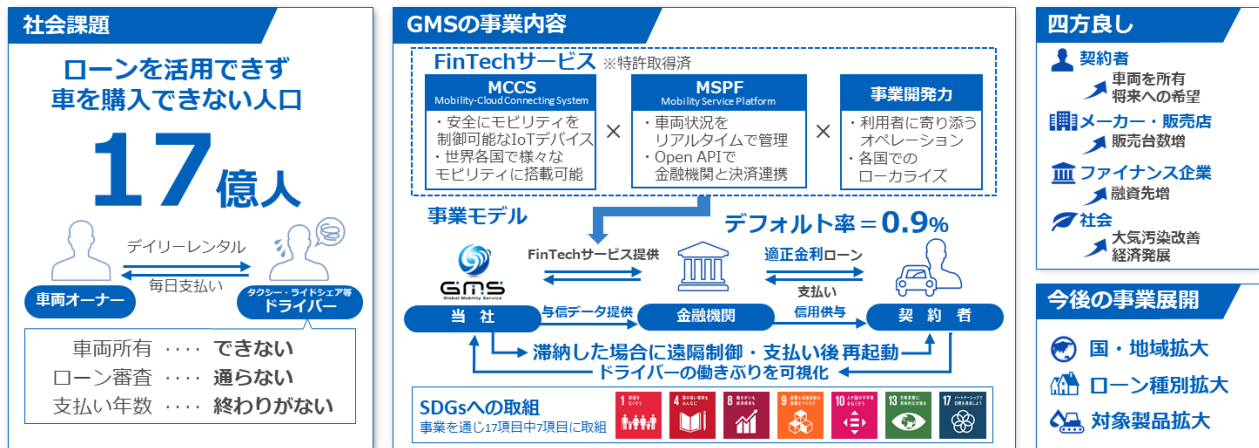 社会課題
ローンを活用できず
車を購入できない人口
17億人
デイリーレンタル
毎日支払い
車両オーナー
タクシー・ライドシェア等
ドライバー
車両所有 ‥‥ できない
ローン審査 ‥‥ 通らない
支払い年数 ‥‥ 終わりがない
GMSの事業内容
FinTechサービス ※特許取得済
MCCS
Mobility-Cloud Connecting System
・安全にモビリティを
制御可能なIoTデバイス
・世界各国で様々な
モビリティに搭載可能
×
MSPF
Mobility Service Platform
・車両状況を
リアルタイムで管理
・Open APIで
金融機関と決済連携
×
事業開発力
・利用者に寄り添う
オペレーション
・各国での
ローカライズ
事業モデル
デフォルト率＝0.9%
FinTechサービス提供
適正金利ローン
支払い
GMS
Global Mobility Service
当社
与信データ提供
金融機関
信用供与
契約者
滞納した場合に遠隔制御・支払い後再起動
ドライバーの働きぶりを可視化
SDGsへの取組
事業を通じ17項目中7項目に取組
1
4
8
9
10
13
17
四方良し
契約者
車両を所有
将来への希望
メーカー・販売店
販売台数増
ファイナンス企業
融資先増
社会
大気汚染改善
経済発展
今後の事業展開
国・地域拡大
ローン種別拡大
対象製品拡大